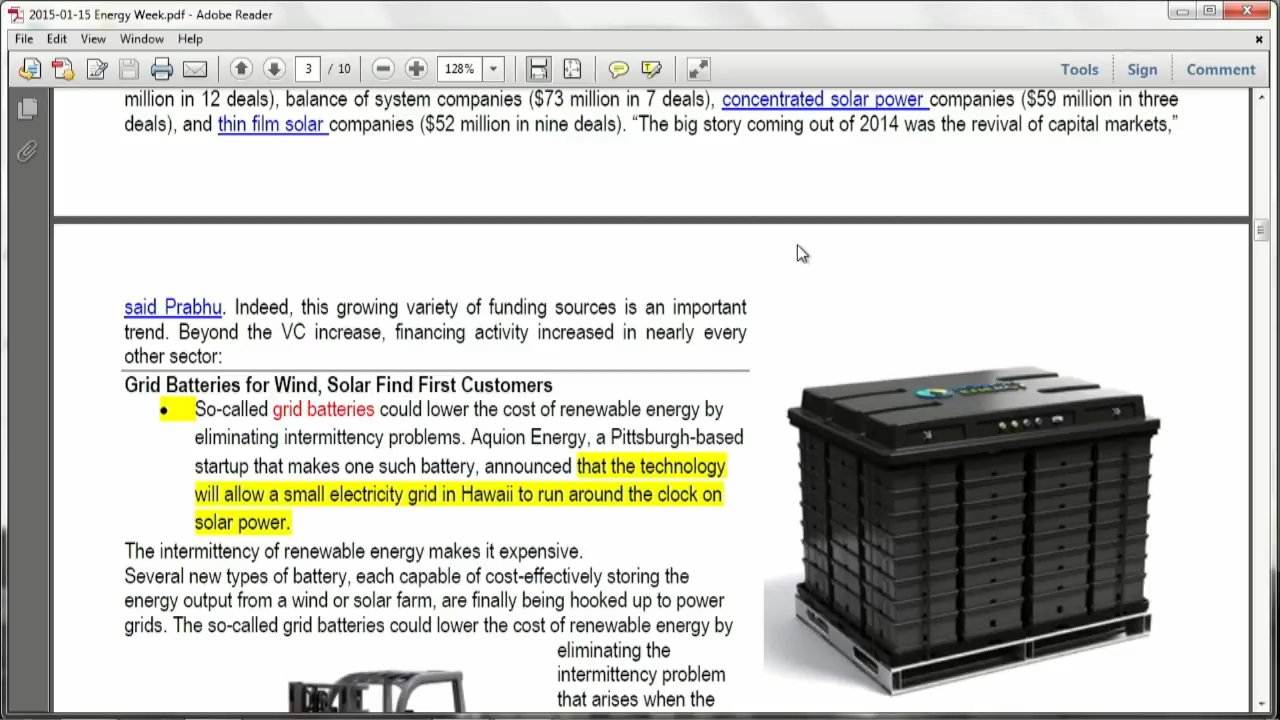 2015-01-15 Energy Week.pdf - Adobe Reader
File Edit View Window Help
3 / 10 128% Tools Sign Comment
million in 12 deals), balance of system companies ($73 million in 7 deals), concentrated solar power companies ($59 million in three
deals), and thin film solar companies ($52 million in nine deals). “The big story coming out of 2014 was the revival of capital markets,”
said Prabhu. Indeed, this growing variety of funding sources is an important
trend. Beyond the VC increase, financing activity increased in nearly every
other sector:
Grid Batteries for Wind, Solar Find First Customers
• So-called grid batteries could lower the cost of renewable energy by
eliminating intermittency problems. Aquion Energy, a Pittsburgh-based
startup that makes one such battery, announced that the technology
will allow a small electricity grid in Hawaii to run around the clock on
solar power.
The intermittency of renewable energy makes it expensive.
Several new types of battery, each capable of cost-effectively storing the
energy output from a wind or solar farm, are finally being hooked up to power
grids. The so-called grid batteries could lower the cost of renewable energy by
eliminating the
intermittency problem
that arises when the